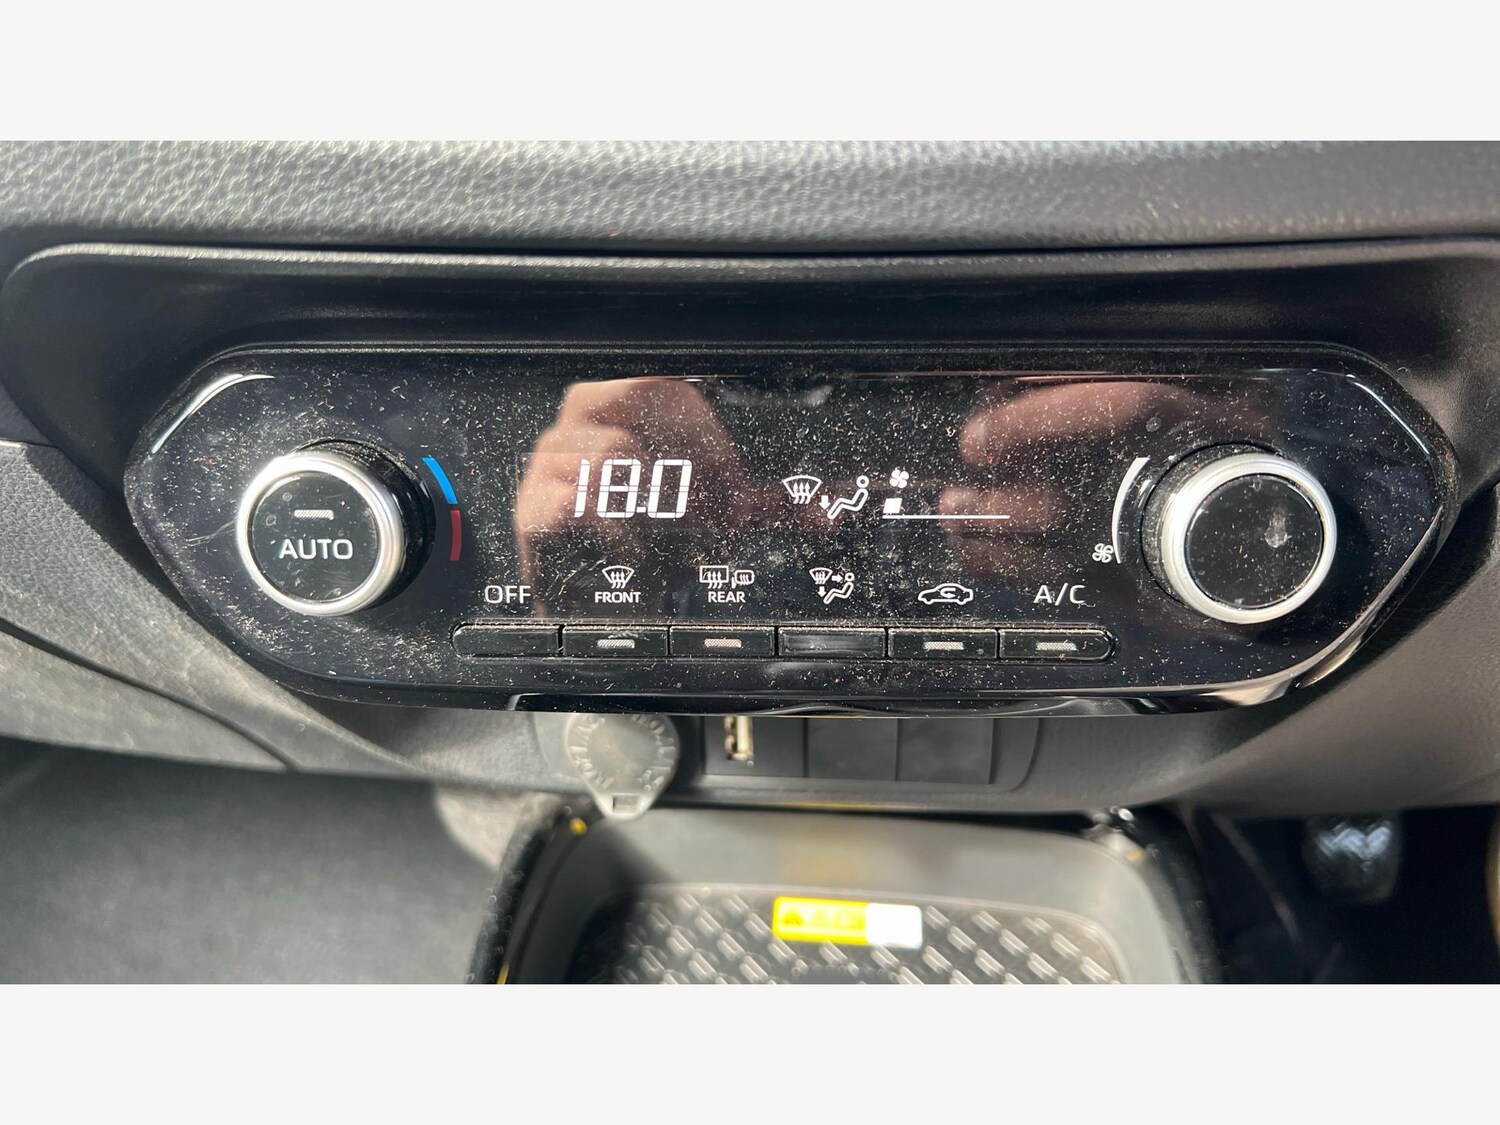 18.0
AUTO
OFF
FRONT
REAR
A/C